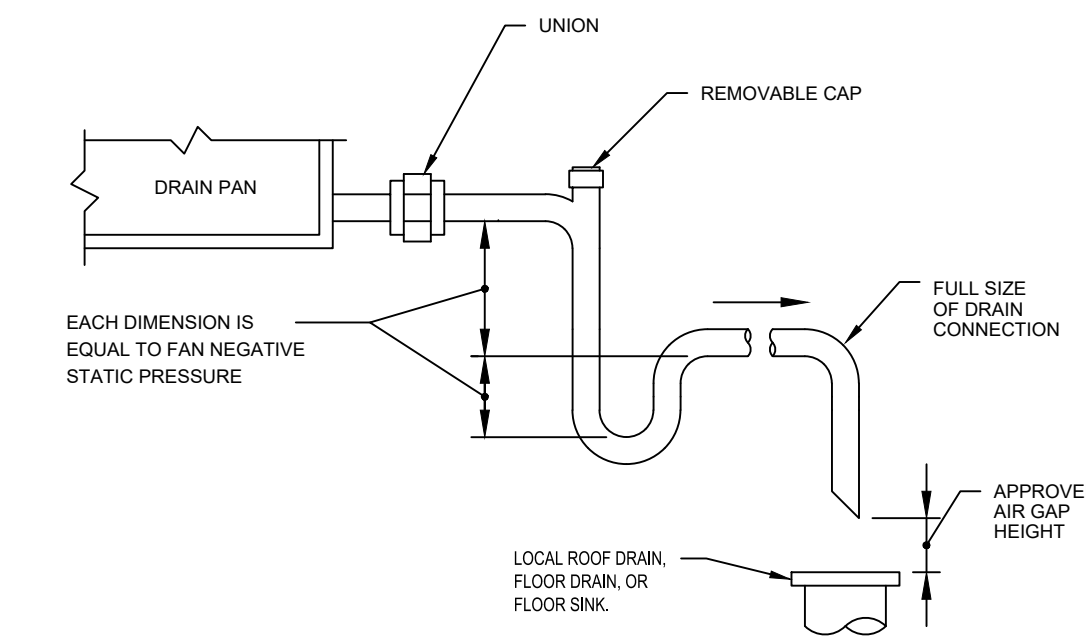 UNION
REMOVABLE CAP
DRAIN PAN
EACH DIMENSION IS
EQUAL TO FAN NEGATIVE
STATIC PRESSURE
FULL SIZE
OF DRAIN
CONNECTION
APPROVE
AIR GAP
HEIGHT
LOCAL ROOF DRAIN,
FLOOR DRAIN, OR
FLOOR SINK.